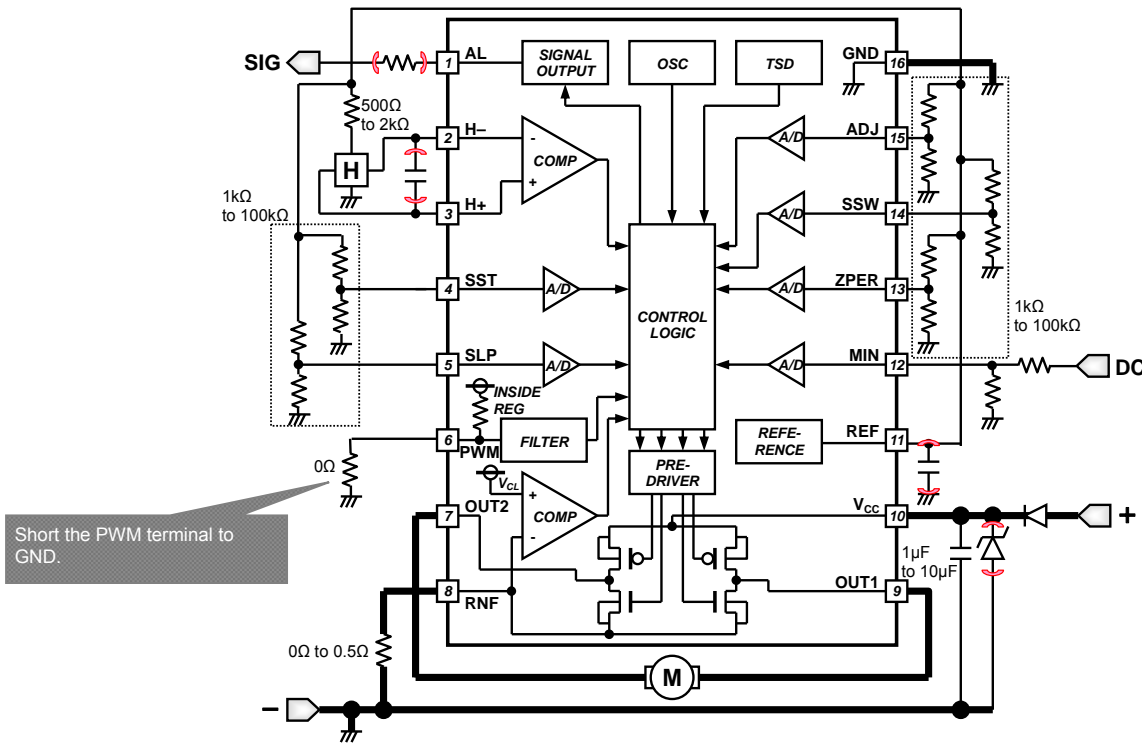 SIG
1
AL
SIGNAL
OUTPUT
OSC
TSD
GND
16
500Ω
to 2kΩ
2
H–
H
3
H+
-
COMP
+
A/D
ADJ
15
1kΩ
to 100kΩ
A/D
SSW
14
4
SST
A/D
CONTROL
LOGIC
A/D
ZPER
13
1kΩ
to 100kΩ
5
SLP
A/D
A/D
MIN
12
DC
INSIDE
REG
6
PWM
FILTER
REFE-
RENCE
REF
11
0Ω
VCL
PRE-
DRIVER
Short the PWM terminal to
GND.
7
OUT2
+
COMP
-
VCC
10
+
1µF
to 10µF
8
RNF
OUT1
9
0Ω to 0.5Ω
M
–